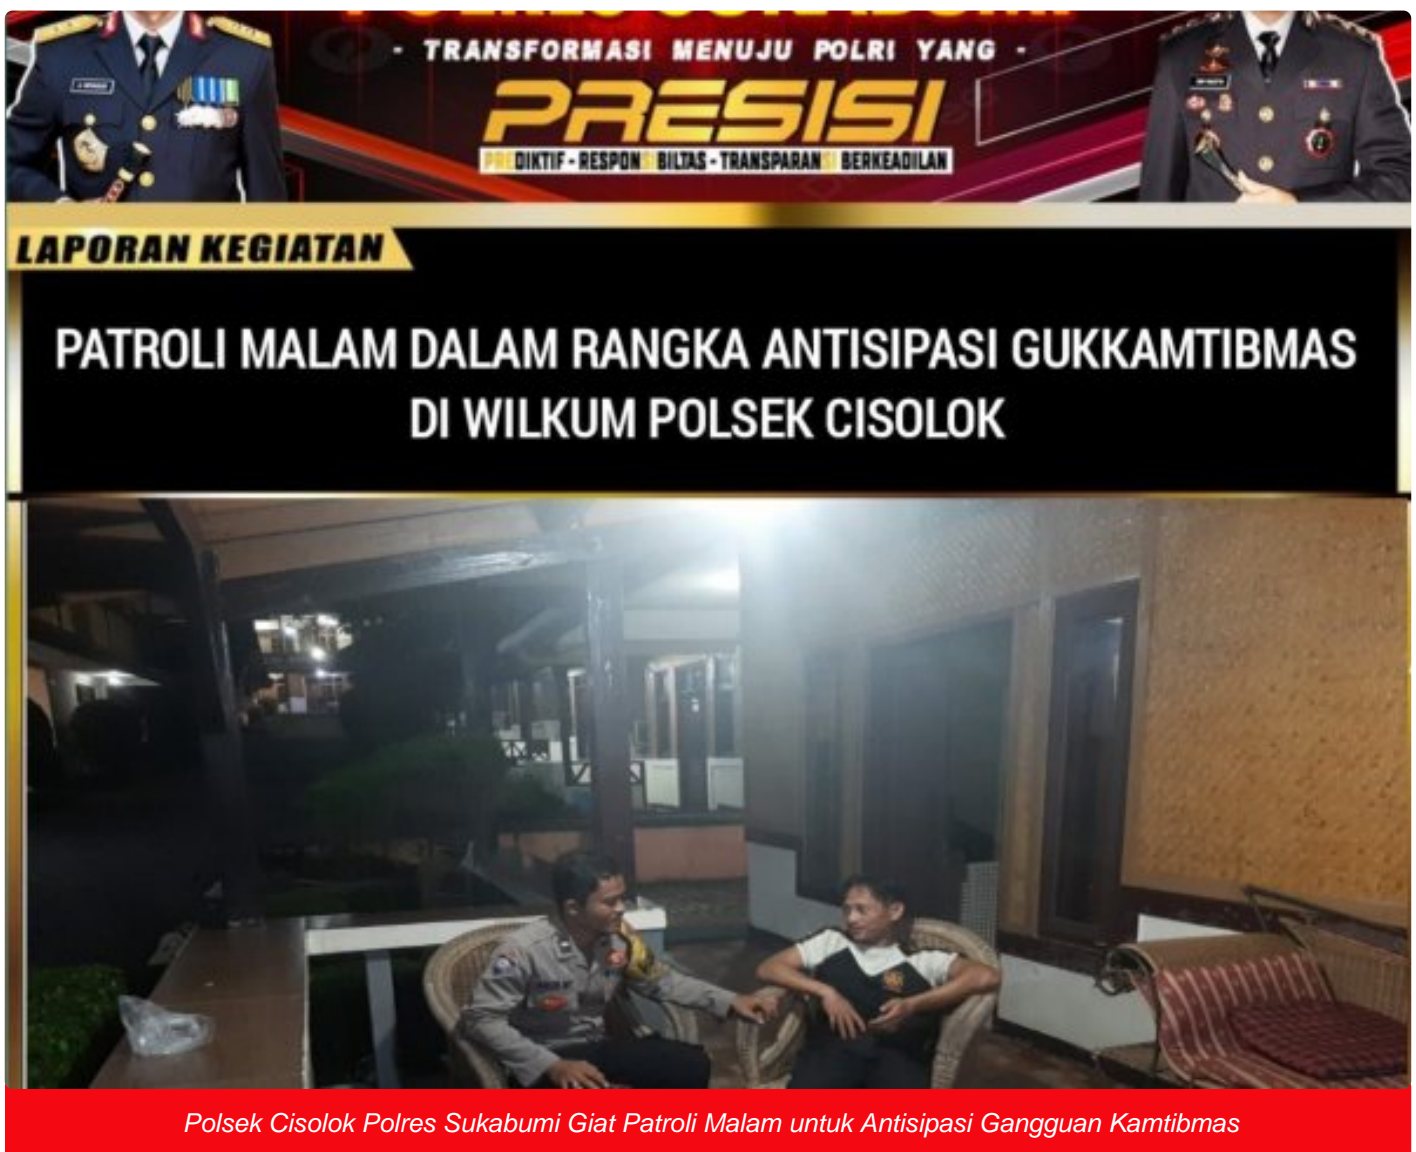 - TRANSFORMASI MENUJU POLRI YANG -
PRESISI
PREDIKTIF - RESPONSIBILTAS - TRANSPARANSI BERKEADILAN
LAPORAN KEGIATAN
PATROLI MALAM DALAM RANGKA ANTISIPASI GUKKAMTIBMAS
DI WILKUM POLSEK CISOLOK
Polsek Cisolok Polres Sukabumi Giat Patroli Malam untuk Antisipasi Gangguan Kamtibmas